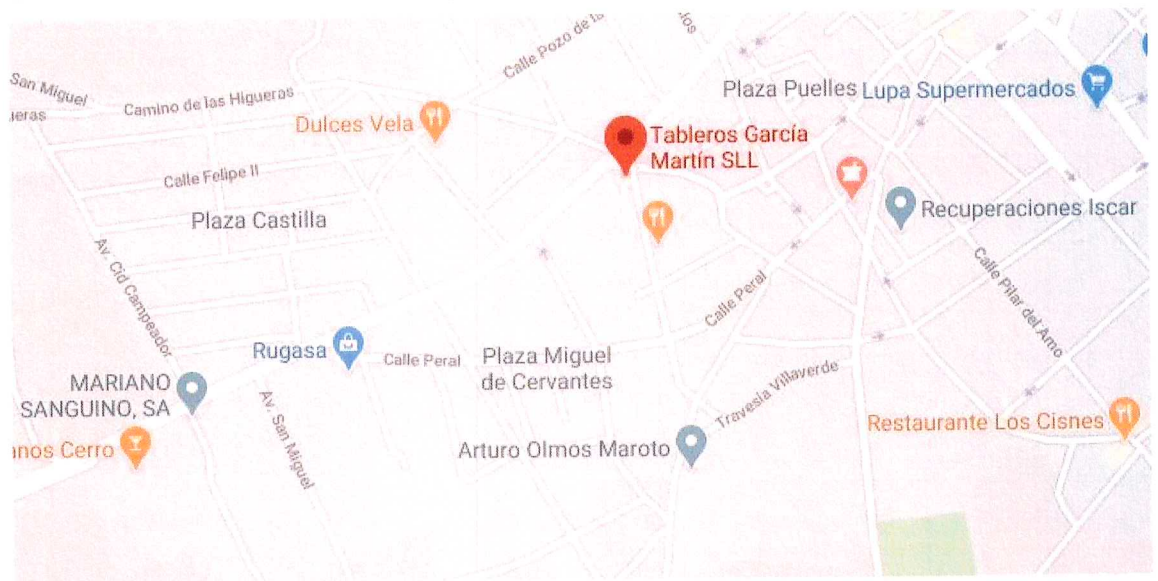 Calle Pozo de la
San Miguel
Camino de las Higueras
Plaza Puelles
Lupa Supermercados
Dulces Vela
Tableros García
Martín SLL
Calle Felipe II
Plaza Castilla
Recuperaciones Iscar
Av. Cid Campeador
Calle Peral
Calle Pilar del Amo
Rugasa
Calle Peral
Plaza Miguel
de Cervantes
MARIANO
SANGUINO, SA
Travesía Villaverde
Av. San Miguel
Restaurante Los Cisnes
anos Cerro
Arturo Olmos Maroto